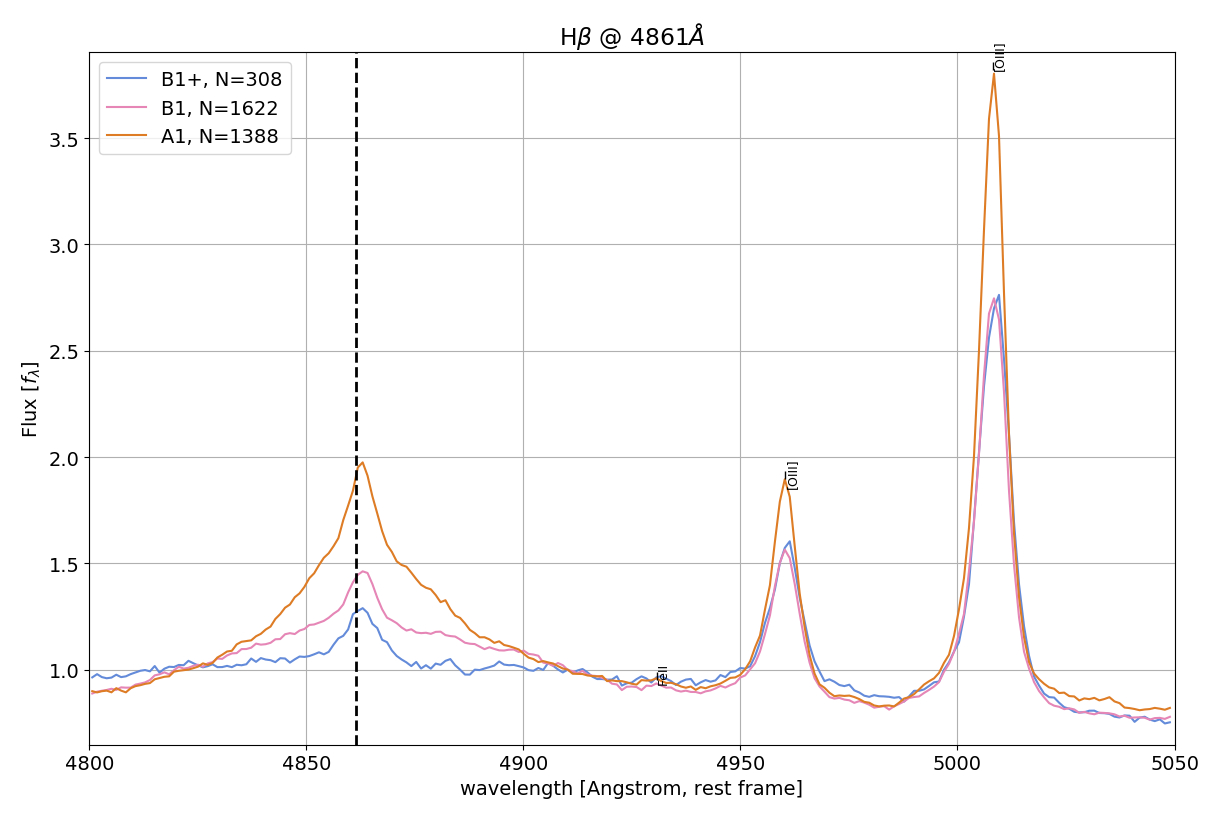 Hβ @ 4861Å
B1+, N=308
B1, N=1622
A1, N=1388
[OIII]
[OIII]
FeII
Flux [fλ]
3.5
3.0
2.5
2.0
1.5
1.0
4800 4850 4900 4950 5000 5050
wavelength [Angstrom, rest frame]